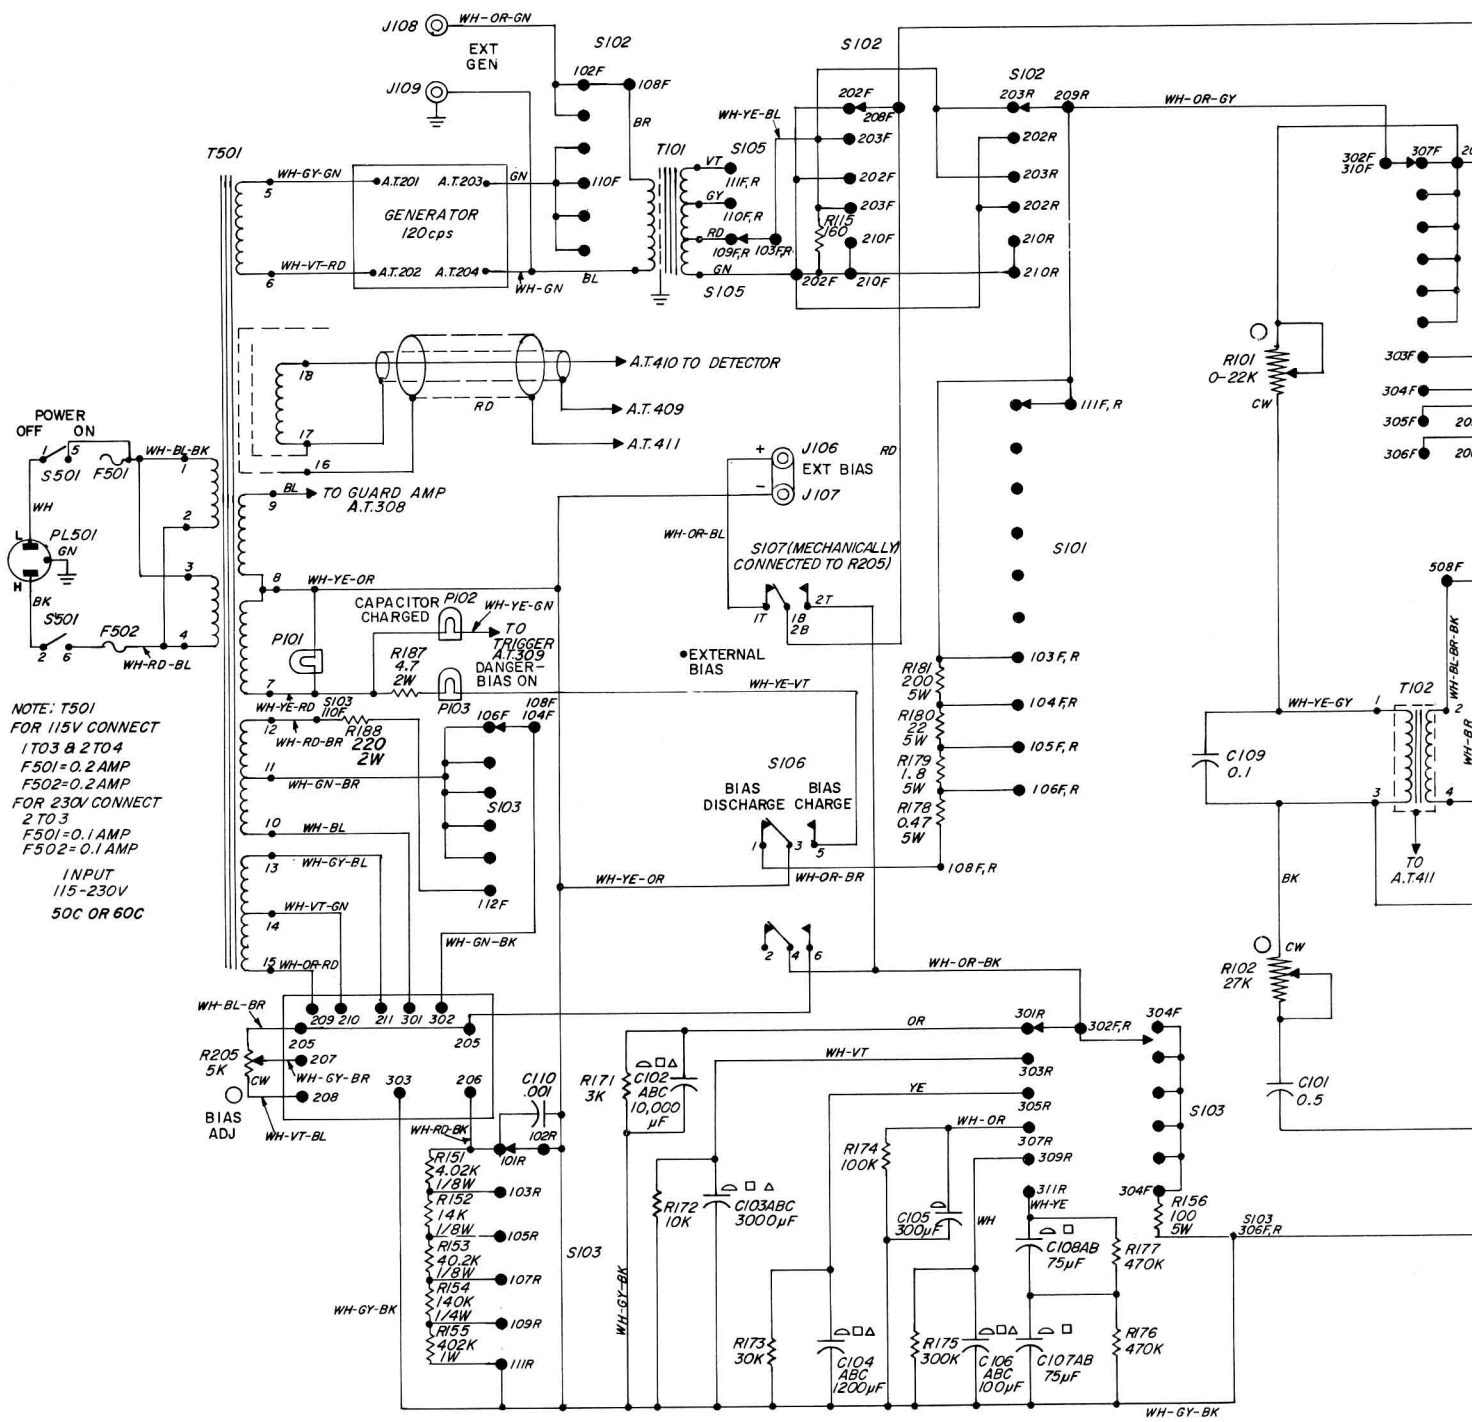 J108
WH-OR-GN
EXT
GEN
J109
S102
102F
108F
BR
S102
202F
208F
203F
202F
203F
R115
160
210F
202F
210F
WH-YE-BL
S102
203R
209R
202R
203R
202R
210R
210R
WH-OR-GY
302F
310F
307F
303F
304F
305F
306F
T501
5
WH-GY-GN
A.T.201
A.T.203
GN
GENERATOR
120cps
6
WH-VT-RD
A.T.202
A.T.204
WH-GN
110F
BL
T101
VT
S105
111F,R
GY
110F,R
RD
109F,R
103F,R
GN
S105
18
A.T.410 TO DETECTOR
RD
A.T.409
17
A.T.411
16
POWER
OFF
ON
1
5
S501
F501
WH-BL-BK
1
WH
2
L
PL501
GN
H
3
BK
S501
F502
4
2
6
WH-RD-BL
BL
TO GUARD AMP
A.T.308
9
8
WH-YE-OR
CAPACITOR
CHARGED
P102
WH-YE-GN
TO
TRIGGER
A.T.309
P101
R187
4.7
2W
DANGER-
BIAS ON
P103
WH-YE-VT
7
WH-YE-RD
S103
110F
12
WH-RD-BR
R188
220
2W
106F
108F
104F
11
WH-GN-BR
S103
10
WH-BL
13
WH-GY-BL
14
WH-VT-GN
15
WH-OR-RD
112F
WH-GN-BK
+
J106
EXT BIAS
-
J107
RD
WH-OR-BL
S107(MECHANICALLY
CONNECTED TO R205)
1T
1B
2B
2T
EXTERNAL
BIAS
S106
BIAS
DISCHARGE
BIAS
CHARGE
1
3
5
WH-YE-OR
WH-OR-BR
2
4
6
WH-OR-BK
111F,R
S101
103F,R
104F,R
105F,R
106F,R
108F,R
R181
200
5W
R180
22
5W
R179
1.8
5W
R178
0.47
5W
R101
0-22K
CW
WH-YE-GY
1
T102
2
C109
0.1
3
4
TO
A.T.411
508F
WH-BL-BR-BK
WH-BR
BK
CW
R102
27K
C101
0.5
NOTE: T501
FOR 115V CONNECT
1 TO 3 & 2 TO 4
F501=0.2 AMP
F502=0.2 AMP
FOR 230V CONNECT
2 TO 3
F501=0.1 AMP
F502=0.1 AMP
INPUT
115-230V
50C OR 60C
WH-BL-BR
209
210
211
301
302
205
205
R205
5K
207
CW
WH-GY-BR
208
303
206
BIAS
ADJ
WH-VT-BL
C110
.001
WH-RD-BK
101R
102R
R151
4.02K
1/8W
R152
14K
1/8W
R153
40.2K
1/8W
R154
140K
1/4W
R155
402K
1W
103R
105R
107R
109R
111R
S103
WH-GY-BK
WH-GY-BK
R171
3K
C102
ABC
10,000
µF
OR
301R
302F,R
304F
WH-VT
303R
YE
305R
WH-OR
307R
309R
311R
WH-YE
S103
304F
R156
100
5W
S103
306F,R
R172
10K
C103ABC
3000µF
R174
100K
C105
300µF
WH
C108AB
75µF
R177
470K
R173
30K
C104
ABC
1200µF
R175
300K
C106
ABC
100µF
C107AB
75µF
R176
470K
WH-GY-BK